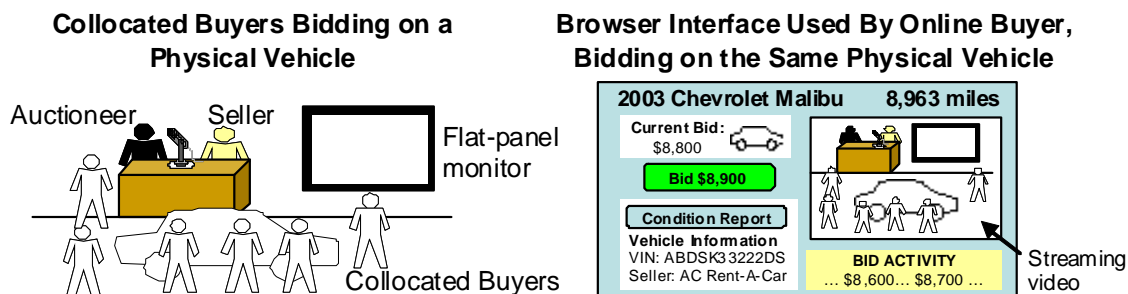 Collocated Buyers Bidding on a
Physical Vehicle
Auctioneer
Seller
Flat-panel
monitor
Collocated Buyers
Browser Interface Used By Online Buyer,
Bidding on the Same Physical Vehicle
2003 Chevrolet Malibu 8,963 miles
Current Bid:
$8,800
Bid $8,900
Condition Report
Vehicle Information
VIN: ABDSK33222DS
Seller: AC Rent-A-Car
BID ACTIVITY
... $8,600... $8,700 ...
Streaming
video